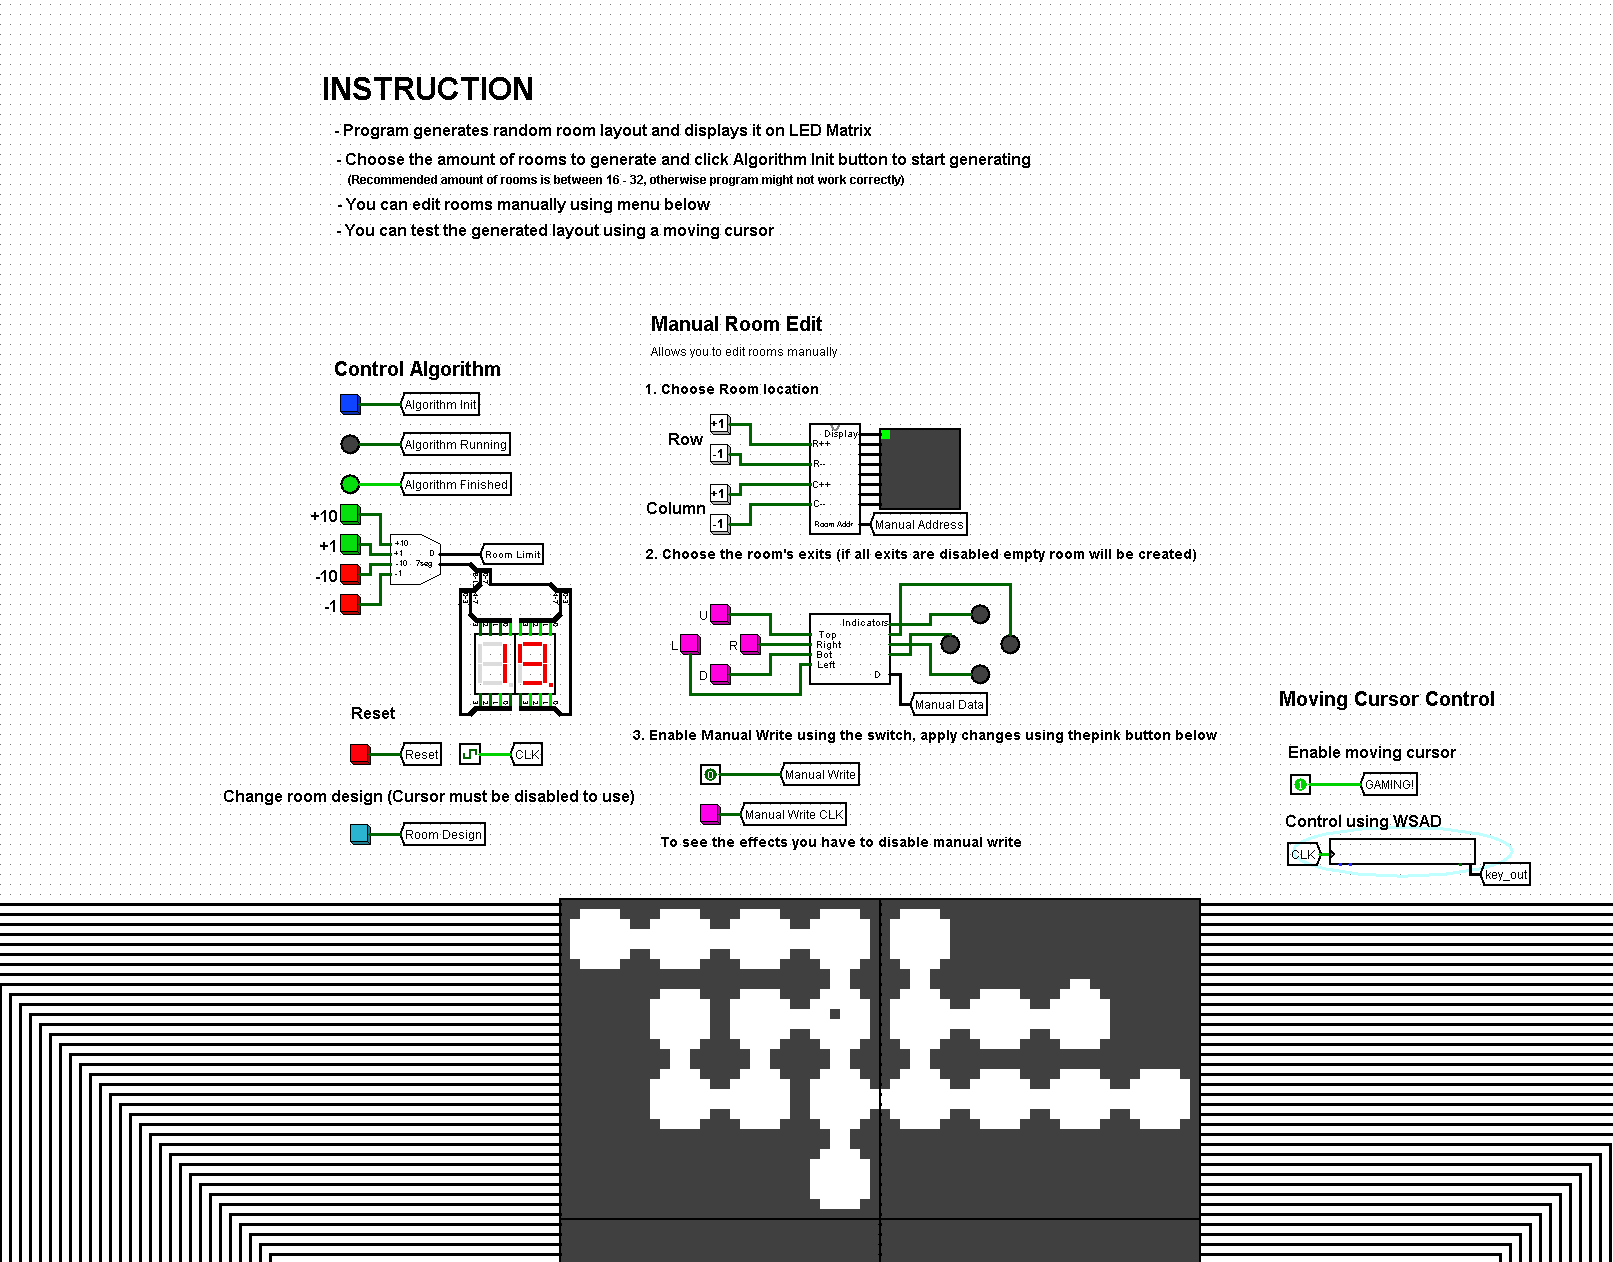 INSTRUCTION
- Program generates random room layout and displays it on LED Matrix
- Choose the amount of rooms to generate and click Algorithm Init button to start generating
(Recommended amount of rooms is between 16 - 32, otherwise program might not work correctly)
- You can edit rooms manually using menu below
- You can test the generated layout using a moving cursor
Manual Room Edit
Allows you to edit rooms manually
Control Algorithm
Algorithm Init
Algorithm Running
Algorithm Finished
+10
+1
-10
-1
+10
+1
-10
-1
D
7seg
Room Limit
19.
Reset
Reset
CLK
Change room design (Cursor must be disabled to use)
Room Design
1. Choose Room location
Row
+1
-1
Column
+1
-1
Display
R++
R--
C++
C--
Room Addr
Manual Address
2. Choose the room's exits (if all exits are disabled empty room will be created)
U
L
R
D
Indicators
Top
Right
Bot
Left
D
Manual Data
3. Enable Manual Write using the switch, apply changes using thepink button below
0
Manual Write
Manual Write CLK
To see the effects you have to disable manual write
Moving Cursor Control
Enable moving cursor
1
GAMING!
Control using WSAD
CLK
key_out